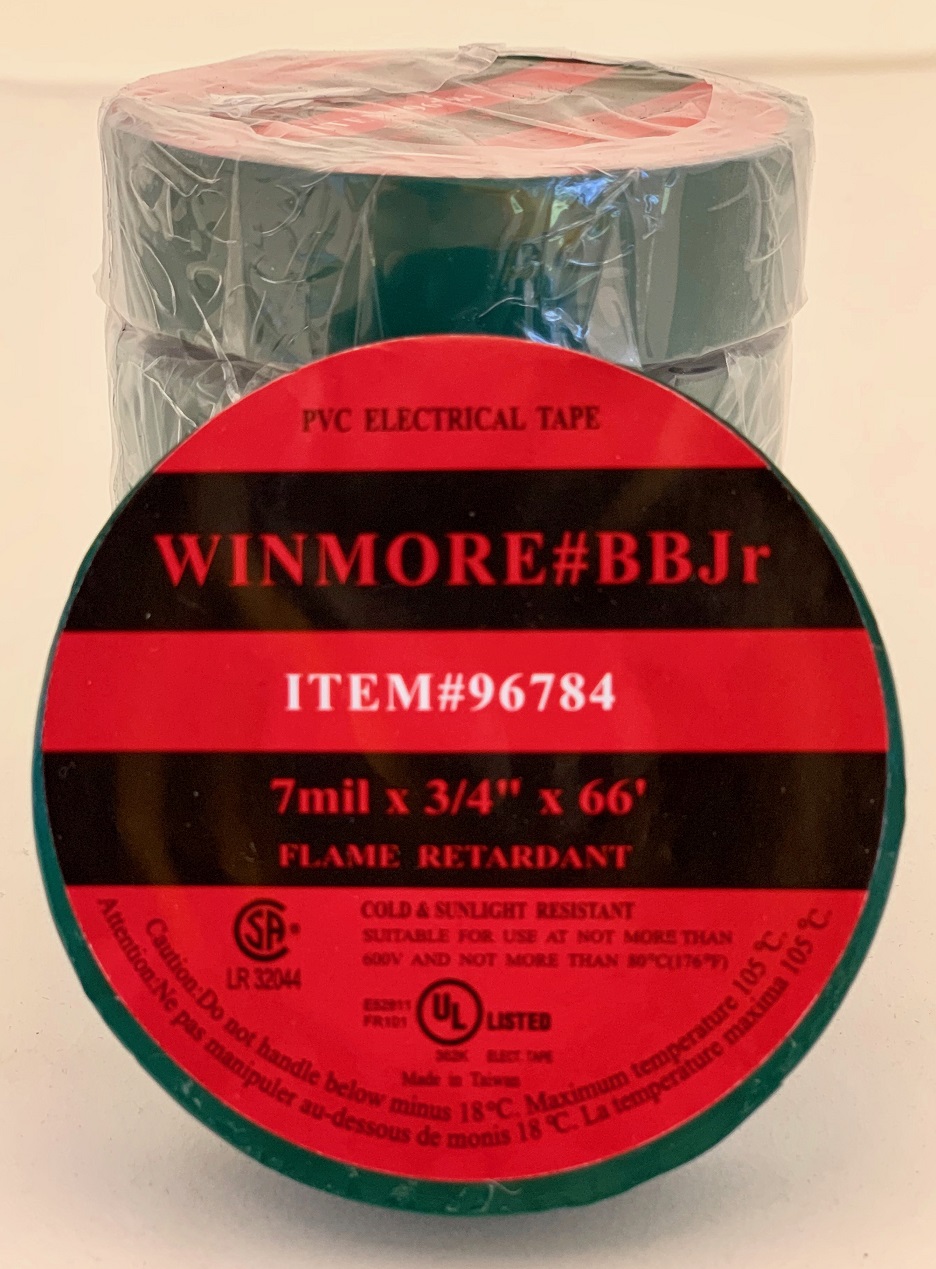 PVC ELECTRICAL TAPE
WINMORE#BBJr
ITEM#96784
7mil x 3/4" x 66'
FLAME RETARDANT
COLD & SUNLIGHT RESISTANT
SUITABLE FOR USE AT NOT MORE THAN
600V AND NOT MORE THAN 80°C(176°F)
SA®
LR 32044
E52811
FR101
UL LISTED
ELECT. TAPE
Made in Taiwan
Caution:Do not handle below minus 18°C. Maximum temperature 105 °C.
Attention:Ne pas manipuler au-dessous de monis 18 °C. La temperature maxima 105 °C.